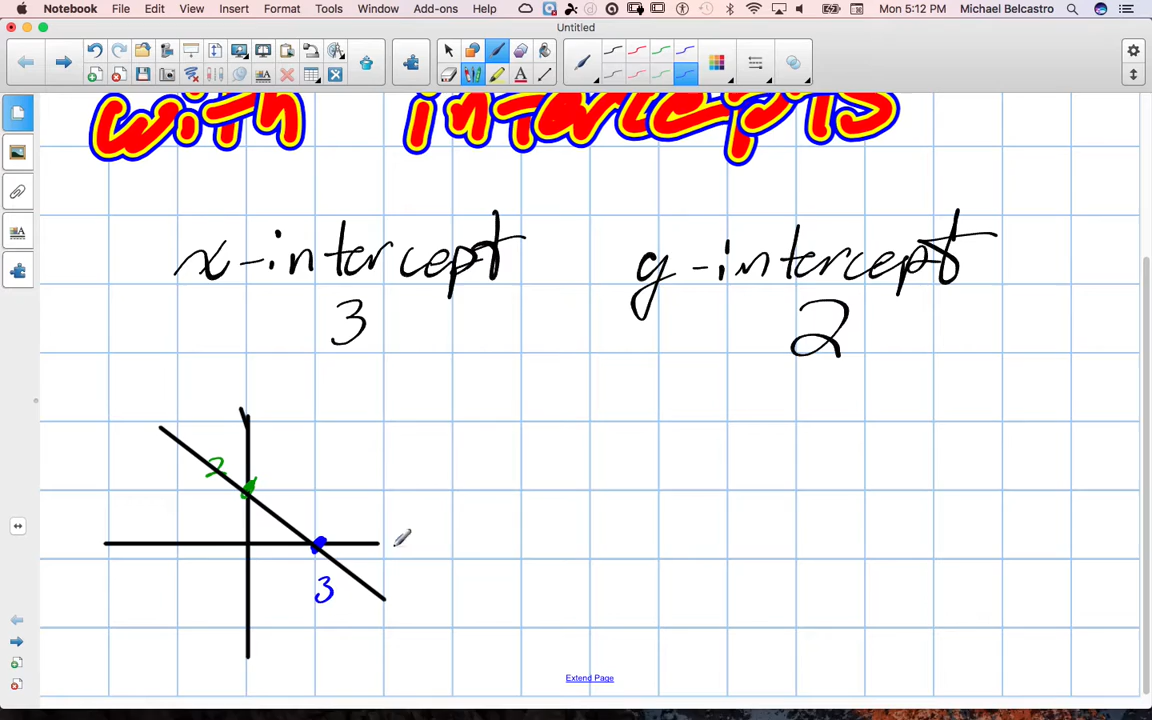 Notebook File Edit View Insert Format Tools Window Add-ons Help Mon 5:12 PM Michael Belcastro
Untitled
with intercepts
x-intercept y-intercept
3 2
2
3
Extend Page